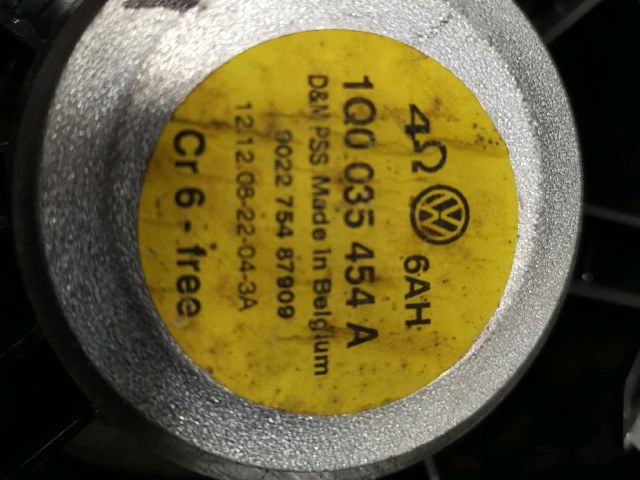 4Ω VW 6AH
1Q0 035 454 A
D&M PSS Made in Belgium
9022 754 87909
12.12.08-22-04-3A
Cr 6 - free